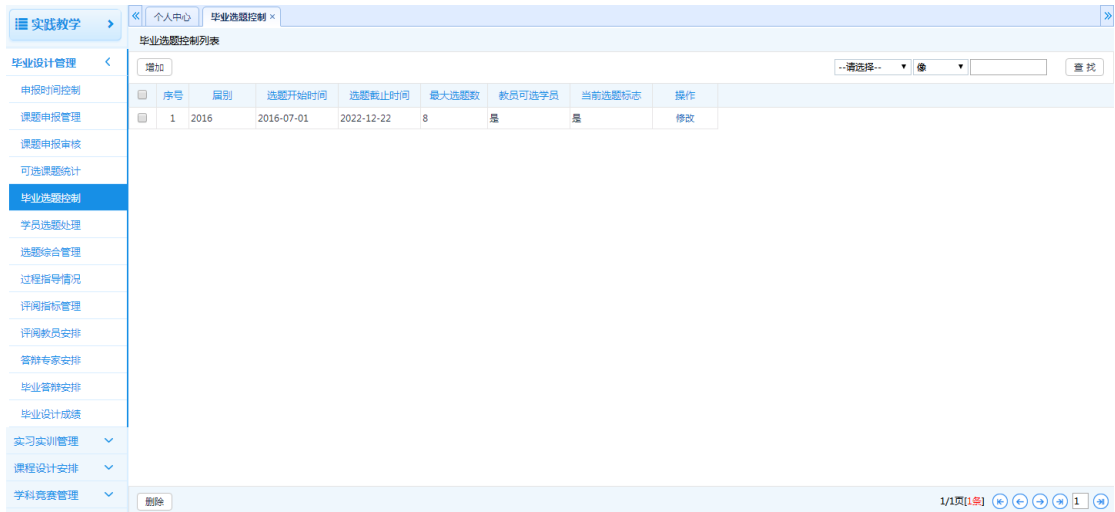 实践教学
个人中心 毕业选题控制 ×
毕业选题控制列表
毕业设计管理
增加 --请选择-- 像 查 找
申报时间控制
课题申报管理
课题申报审核
可选课题统计
毕业选题控制
学员选题处理
选题综合管理
过程指导情况
评阅指标管理
评阅教员安排
答辩专家安排
毕业答辩安排
毕业设计成绩
实习实训管理
课程设计安排
学科竞赛管理
序号 届别 选题开始时间 选题截止时间 最大选题数 教员可选学员 当前选题标志 操作
1 2016 2016-07-01 2022-12-22 8 是 是 修改
删除 1/1页[1条] 1